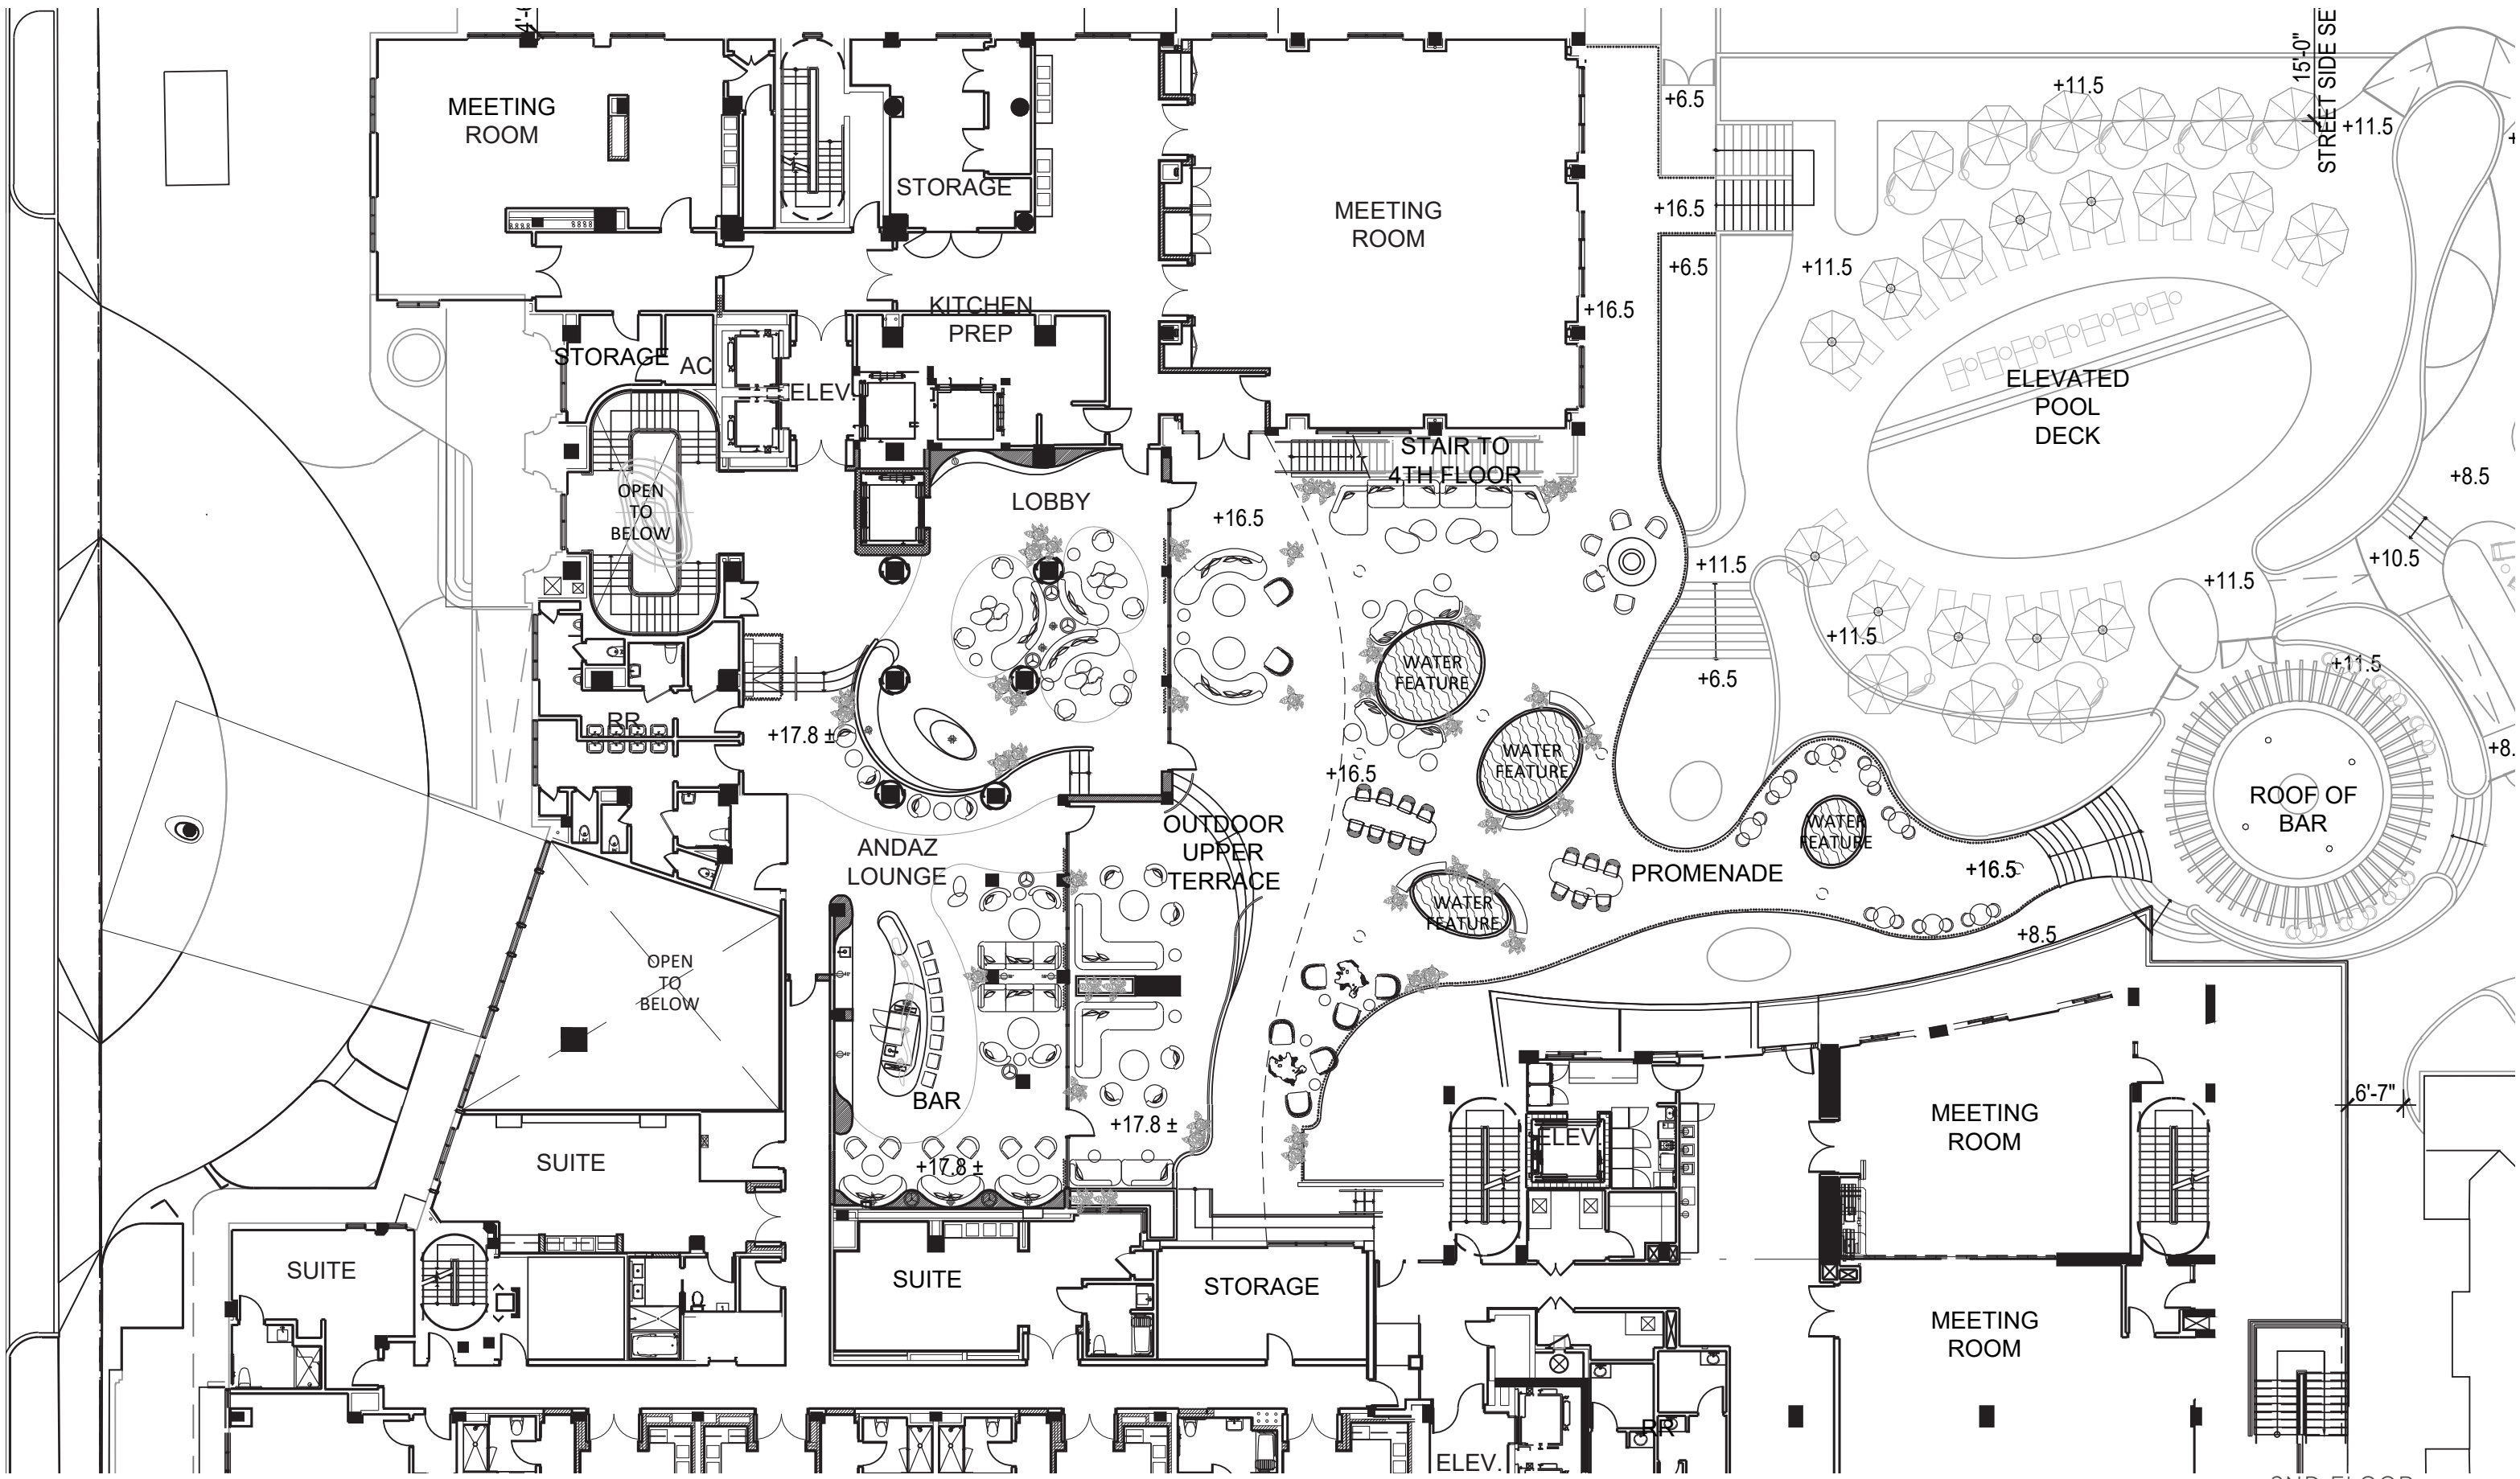 4'-
15'-0"
STREET SIDE SE
MEETING
ROOM
STORAGE
MEETING
ROOM
+6.5
+11.5
+11.5
+16.5
+6.5
+11.5
+16.5
KITCHEN
PREP
STORAGE
AC
ELEV.
ELEVATED
POOL
DECK
STAIR TO
4TH FLOOR
OPEN
TO
BELOW
LOBBY
+16.5
+8.5
+10.5
+11.5
+11.5
+11.5
+11.5
+6.5
WATER
FEATURE
RR
+17.8 ±
WATER
FEATURE
+16.5
+8.
ROOF OF
BAR
OUTDOOR
UPPER
TERRACE
WATER
FEATURE
ANDAZ
LOUNGE
PROMENADE
+16.5
WATER
FEATURE
+8.5
OPEN
TO
BELOW
BAR
+17.8 ±
+17.8 ±
6'-7"
MEETING
ROOM
ELEV.
SUITE
SUITE
SUITE
STORAGE
MEETING
ROOM
RR
ELEV.